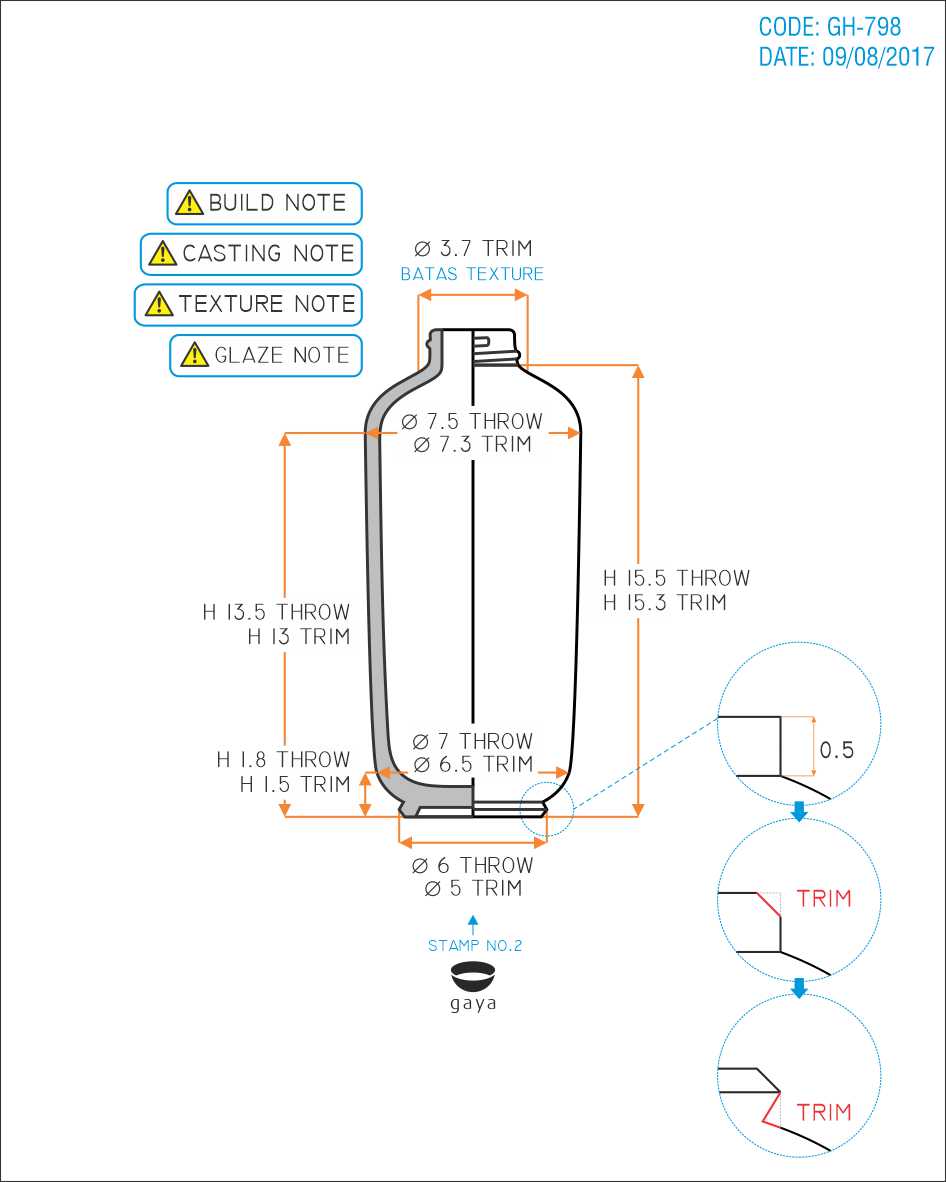 CODE: GH-798
DATE: 09/08/2017
BUILD NOTE
CASTING NOTE
TEXTURE NOTE
GLAZE NOTE
Ø 3.7 TRIM
BATAS TEXTURE
Ø 7.5 THROW
Ø 7.3 TRIM
H 15.5 THROW
H 15.3 TRIM
H 13.5 THROW
H 13 TRIM
H 1.8 THROW
H 1.5 TRIM
Ø 7 THROW
Ø 6.5 TRIM
0.5
Ø 6 THROW
Ø 5 TRIM
TRIM
STAMP NO.2
gaya
TRIM